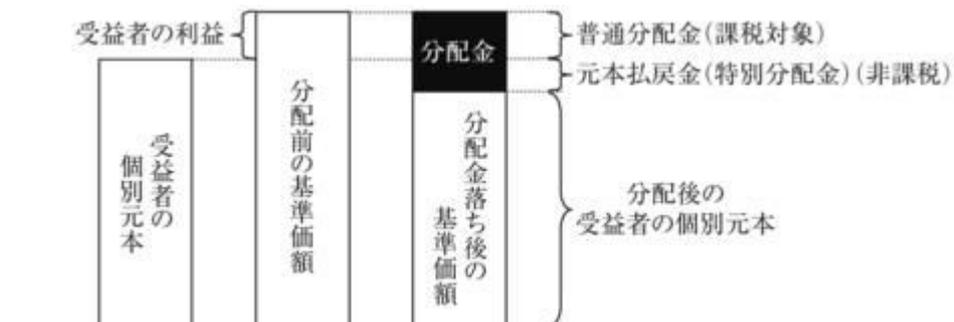 受益者の利益
分配金
普通分配金(課税対象)
元本払戻金(特別分配金)(非課税)
受益者の
個別元本
分配前の基準価額
分配金落ち後の
基準価額
分配後の
受益者の個別元本